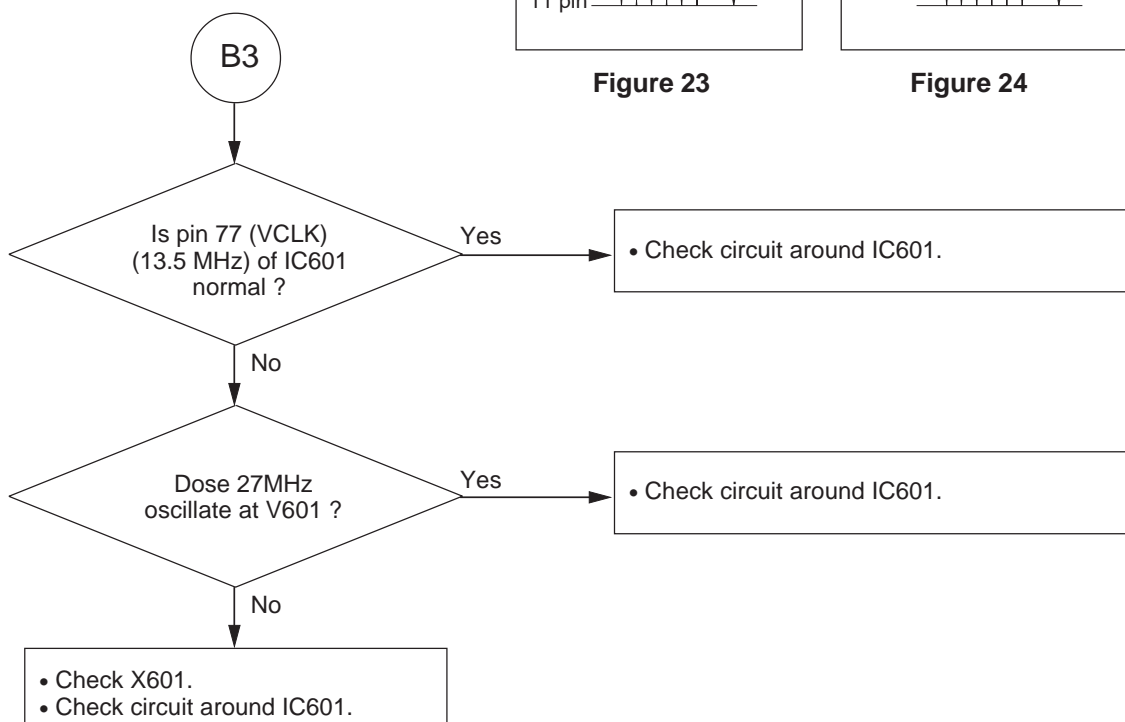 11 pin
Figure 23
Figure 24
B3
Is pin 77 (VCLK)
(13.5 MHz) of IC601
normal ?
Yes
• Check circuit around IC601.
No
Dose 27MHz
oscillate at V601 ?
Yes
• Check circuit around IC601.
No
• Check X601.
• Check circuit around IC601.